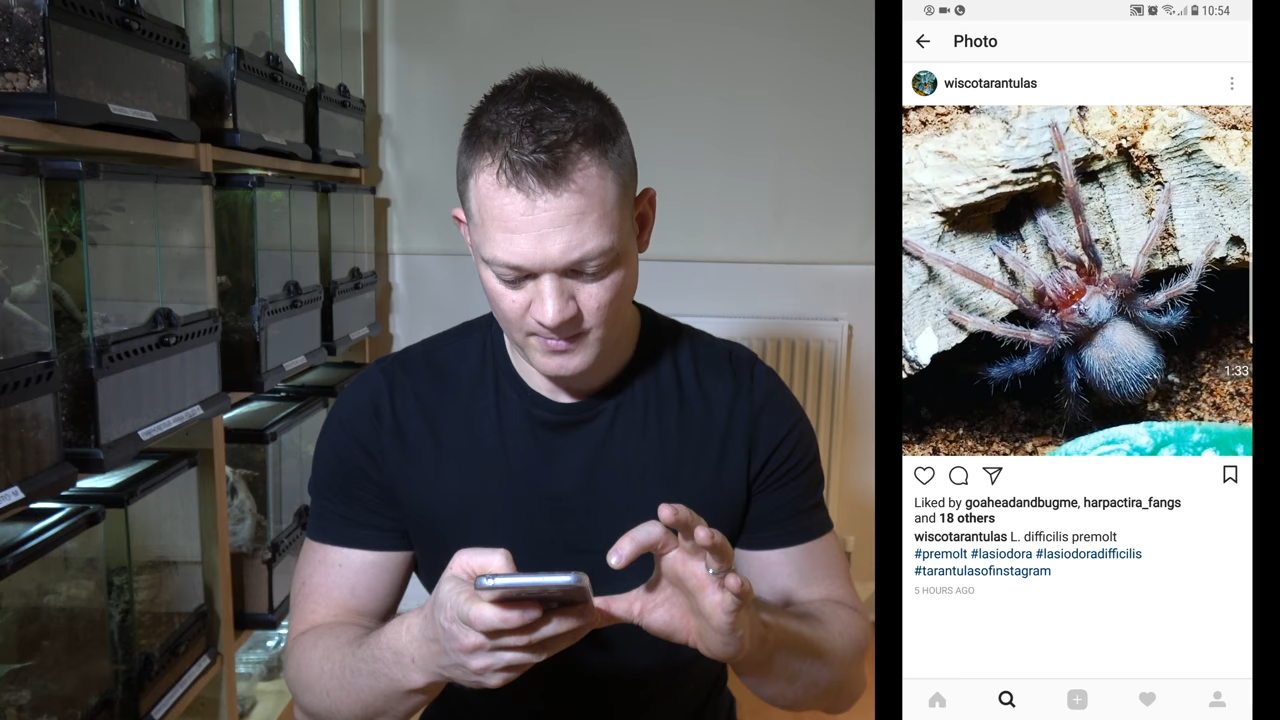 10:54
Photo
wiscotarantulas
1:33
Liked by goaheadandbugme, harpactira_fangs
and 18 others
wiscotarantulas L. difficilis premolt
#premolt #lasiodora #lasiodoradifficilis
#tarantulasofinstagram
5 HOURS AGO